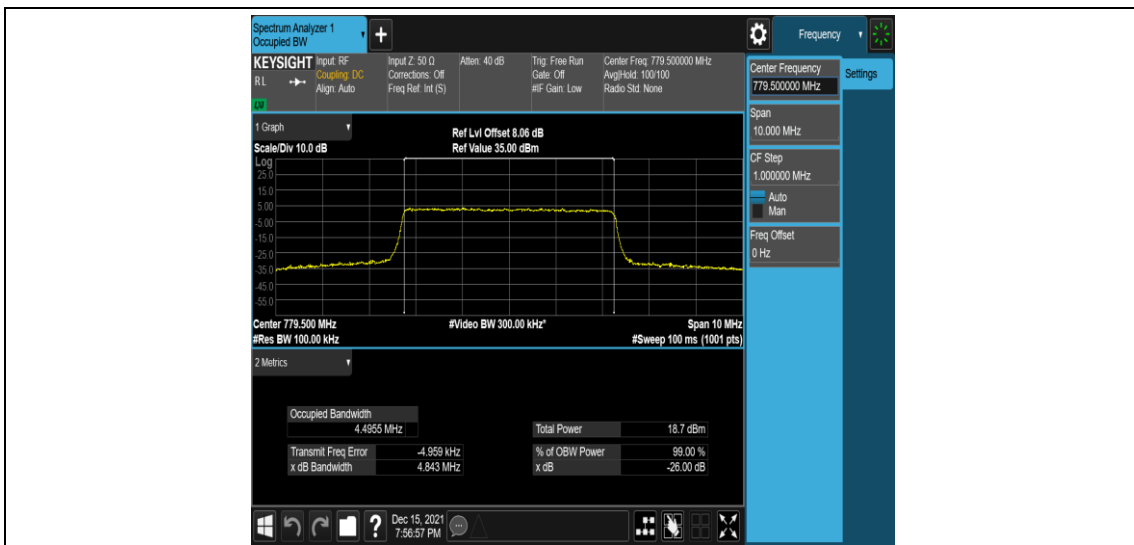 Spectrum Analyzer 1
Occupied BW
Frequency
KEYSIGHT
RL
LXI
Input: RF
Coupling: DC
Align: Auto
Input Z: 50 Ω
Corrections: Off
Freq Ref: Int (S)
Atten: 40 dB
Trig: Free Run
Gate: Off
#IF Gain: Low
Center Freq: 779.500000 MHz
Avg|Hold: 100/100
Radio Std: None
Center Frequency
779.500000 MHz
Settings
Span
10.000 MHz
CF Step
1.000000 MHz
Auto
Man
Freq Offset
0 Hz
1 Graph
Ref Lvl Offset 8.06 dB
Scale/Div 10.0 dB
Ref Value 35.00 dBm
Log
25.0
15.0
5.00
-5.00
-15.0
-25.0
-35.0
-45.0
-55.0
Center 779.500 MHz
#Video BW 300.00 kHz*
Span 10 MHz
#Res BW 100.00 kHz
#Sweep 100 ms (1001 pts)
2 Metrics
Occupied Bandwidth
4.4955 MHz
Total Power 18.7 dBm
Transmit Freq Error -4.959 kHz
% of OBW Power 99.00 %
x dB Bandwidth 4.843 MHz
x dB -26.00 dB
?
Dec 15, 2021
7:56:57 PM